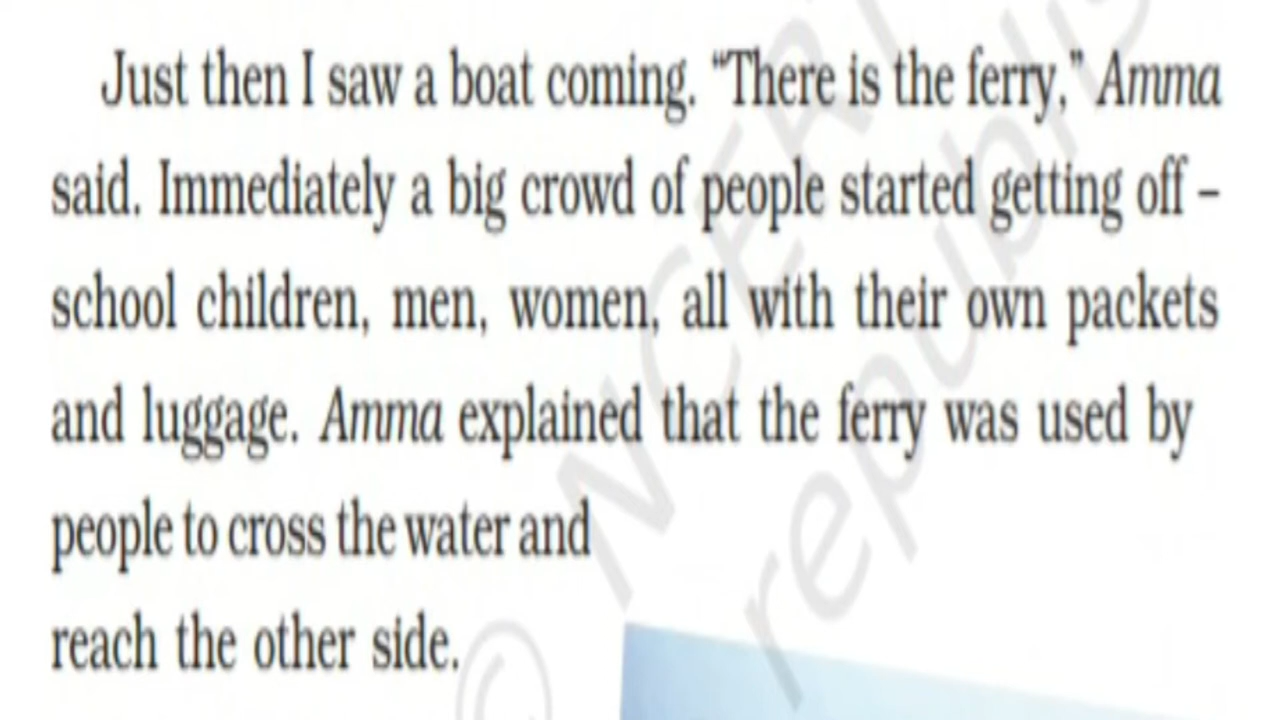 Just then I saw a boat coming. “There is the ferry,” Amma
said. Immediately a big crowd of people started getting off –
school children, men, women, all with their own packets
and luggage. Amma explained that the ferry was used by
people to cross the water and
reach the other side.
© NCERT
republis